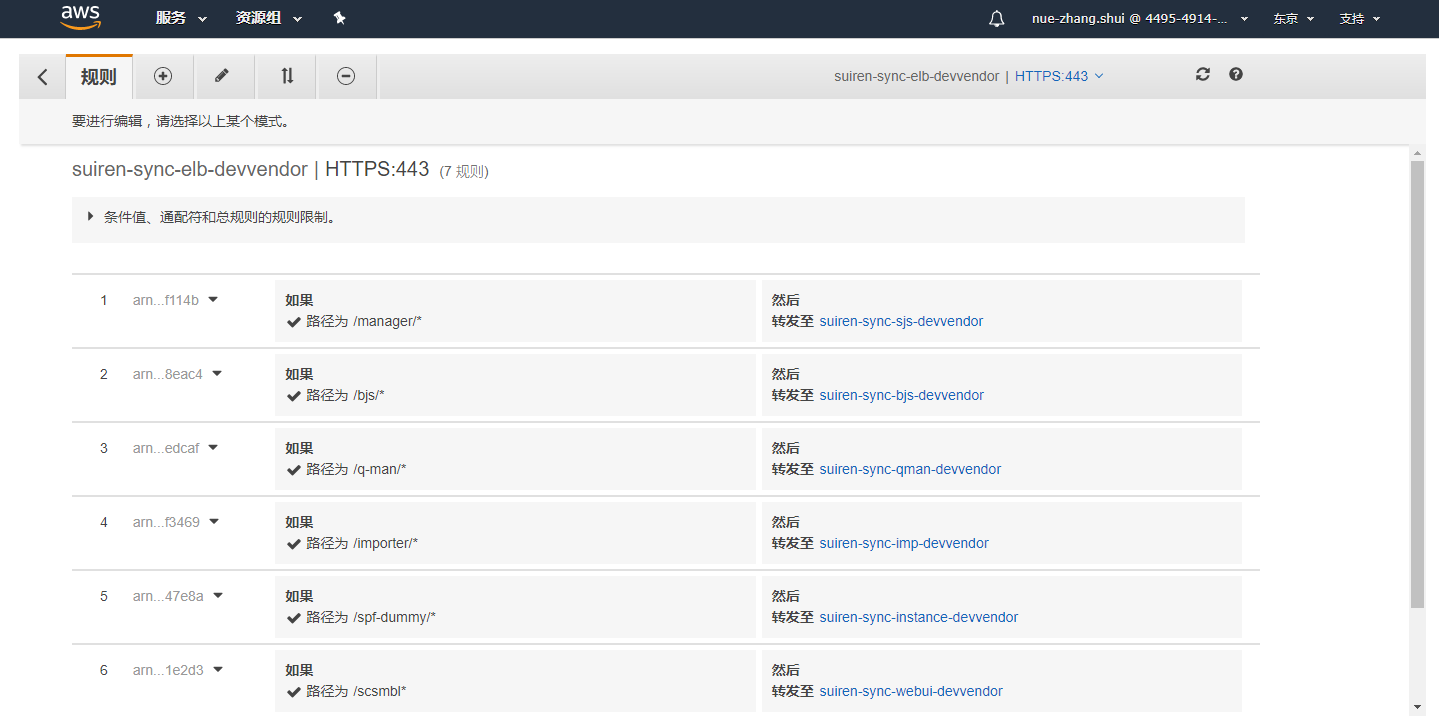 aws 服务 资源组 nue-zhang.shui @ 4495-4914-... 东京 支持
规则 suiren-sync-elb-devvendor | HTTPS:443
要进行编辑，请选择以上某个模式。
suiren-sync-elb-devvendor | HTTPS:443 (7 规则)
条件值、通配符和总规则的规则限制。
1 arn...f114b 如果 然后
路径为 /manager/* 转发至 suiren-sync-sjs-devvendor
2 arn...8eac4 如果 然后
路径为 /bjs/* 转发至 suiren-sync-bjs-devvendor
3 arn...edcaf 如果 然后
路径为 /q-man/* 转发至 suiren-sync-qman-devvendor
4 arn...f3469 如果 然后
路径为 /importer/* 转发至 suiren-sync-imp-devvendor
5 arn...47e8a 如果 然后
路径为 /spf-dummy/* 转发至 suiren-sync-instance-devvendor
6 arn...1e2d3 如果 然后
路径为 /scsmbl* 转发至 suiren-sync-webui-devvendor